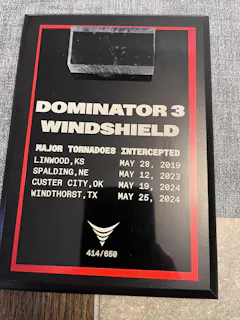 DOMINATOR 3
WINDSHIELD
MAJOR TORNADOES INTERCEPTED
LINWOOD,KS MAY 28, 2019
SPALDING,NE MAY 12, 2023
CUSTER CITY,OK MAY 19, 2024
WINDTHORST,TX MAY 25, 2024
414/650